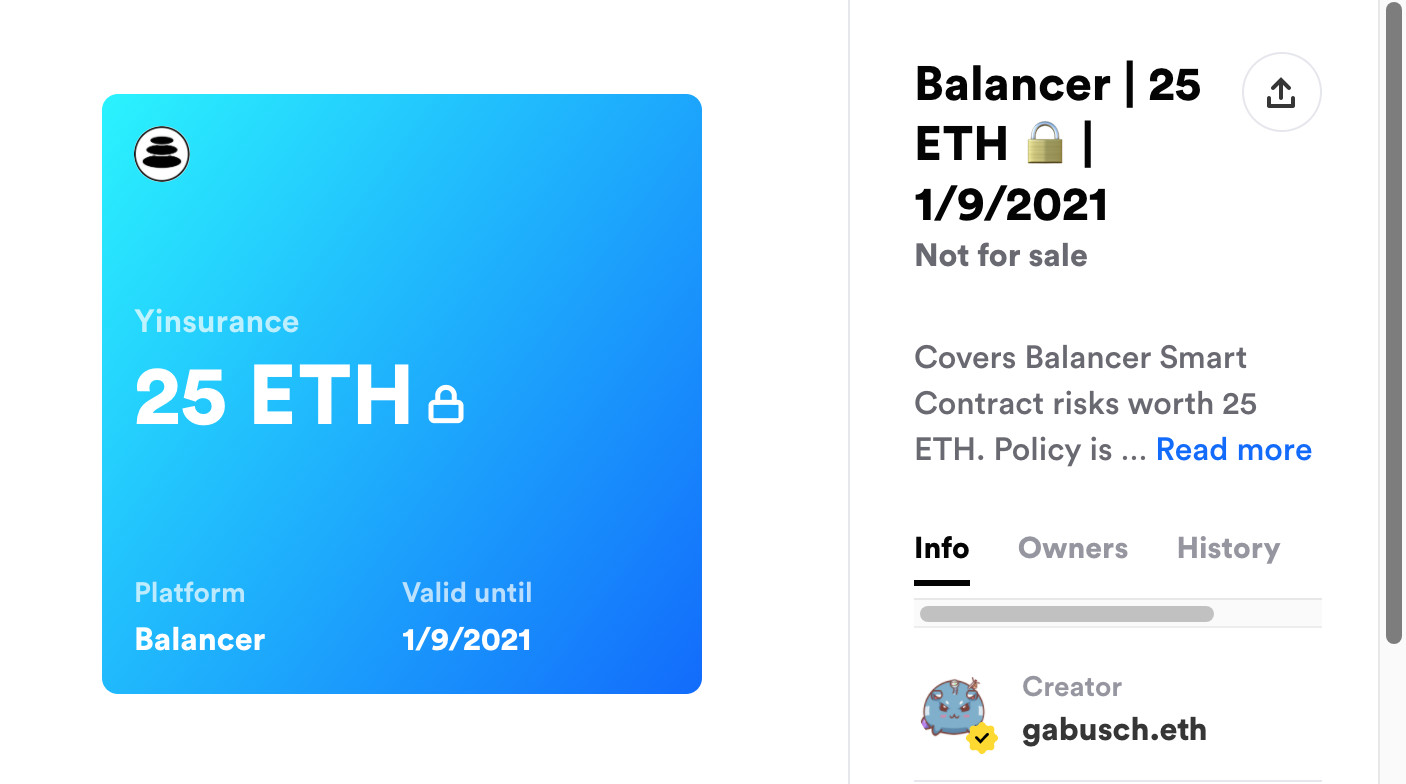 Yinsurance
25 ETH
Platform
Balancer
Valid until
1/9/2021
Balancer | 25
ETH 🔒 |
1/9/2021
Not for sale
Covers Balancer Smart
Contract risks worth 25
ETH. Policy is ... Read more
Info
Owners
History
Creator
gabusch.eth